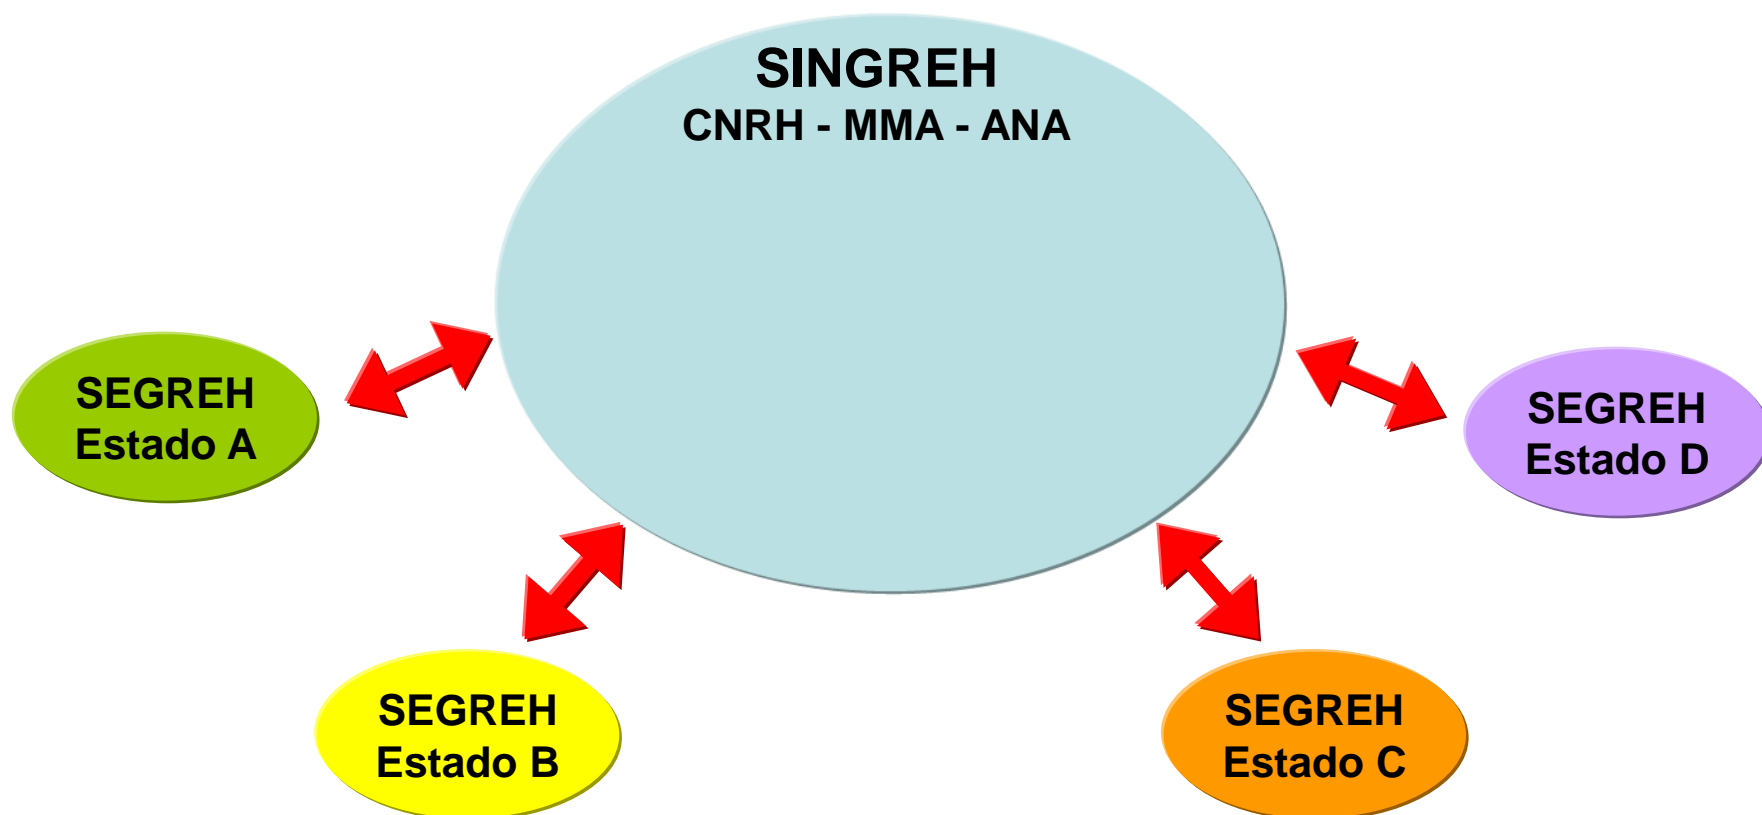 SINGREH
CNRH - MMA - ANA
SEGREH
Estado A
SEGREH
Estado D
SEGREH
Estado B
SEGREH
Estado C